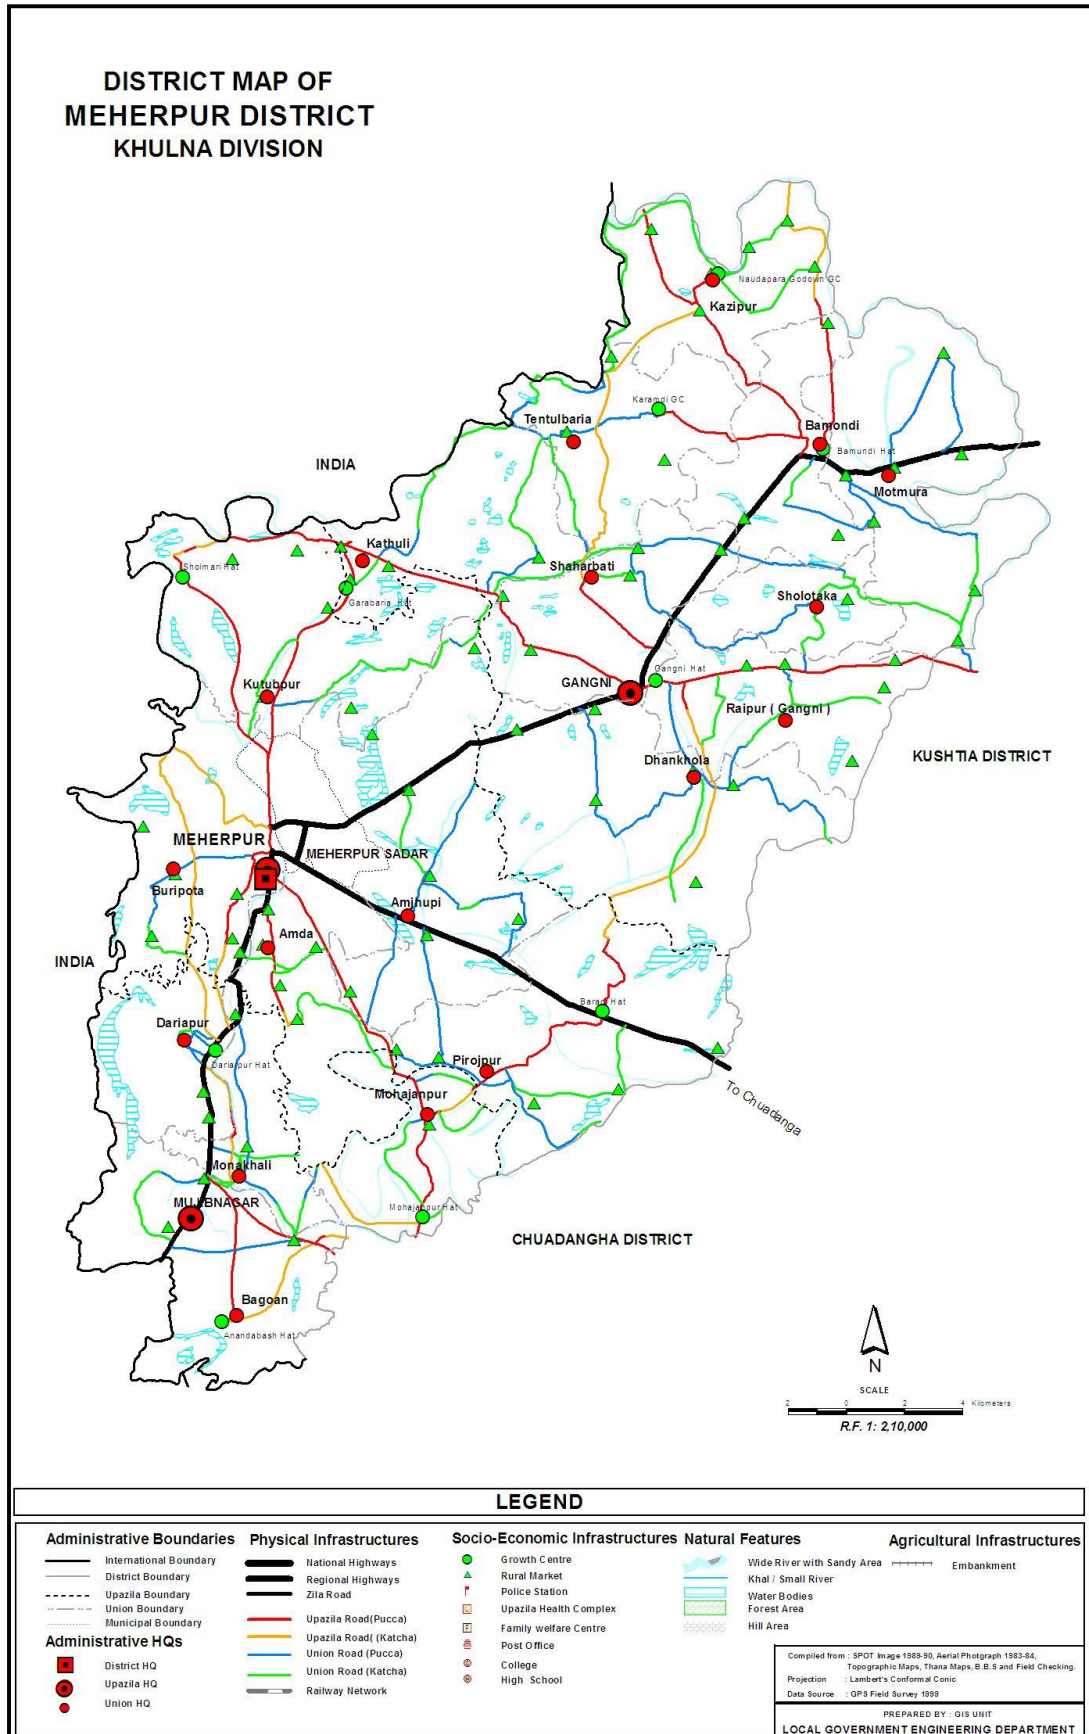 DISTRICT MAP OF
MEHERPUR DISTRICT
KHULNA DIVISION
Naudapara Godown GC
Kazipur
Karamdi GC
Tentulbaria
Bamondi
Bamundi Hat
INDIA
Motmura
Kathuli
Sholmari Hat
Shaharbati
Garabaria Hat
Sholotaka
Gangni Hat
GANGNI
Kutubpur
Raipur ( Gangni )
KUSHTIA DISTRICT
Dhankhola
MEHERPUR
MEHERPUR SADAR
Buripota
Amjhupi
Amda
INDIA
Baradi Hat
Dariapur
Dariapur Hat
Pirojpur
Mohajanpur
To Chuadanga
Monakhali
MUJIBNAGAR
Mohajanpur Hat
CHUADANGHA DISTRICT
Bagoan
Anandabash Hat
N
SCALE
2 0 2 4 Kilometers
R.F. 1: 2,10,000
LEGEND
Administrative Boundaries
International Boundary
District Boundary
Upazila Boundary
Union Boundary
Municipal Boundary
Administrative HQs
District HQ
Upazila HQ
Union HQ
Physical Infrastructures
National Highways
Regional Highways
Zila Road
Upazila Road(Pucca)
Upazila Road( (Katcha)
Union Road (Pucca)
Union Road (Katcha)
Railway Network
Socio-Economic Infrastructures
Growth Centre
Rural Market
Police Station
Upazila Health Complex
F Family welfare Centre
Post Office
College
High School
Natural Features
Wide River with Sandy Area
Khal / Small River
Water Bodies
Forest Area
Hill Area
Agricultural Infrastructures
Embankment
Compiled from : SPOT Image 1989-90, Aerial Photgraph 1983-84,
Topographic Maps, Thana Maps, B.B.S and Field Checking.
Projection : Lambert's Conformal Conic
Data Source : GPS Field Survey 1999
PREPARED BY : GIS UNIT
LOCAL GOVERNMENT ENGINEERING DEPARTMENT